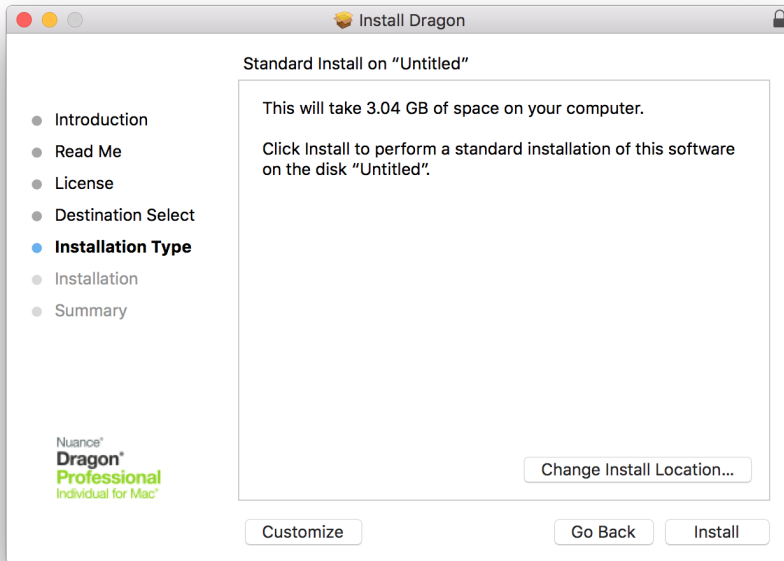 Install Dragon
Standard Install on “Untitled”
Introduction
Read Me
License
Destination Select
Installation Type
Installation
Summary
This will take 3.04 GB of space on your computer.
Click Install to perform a standard installation of this software
on the disk “Untitled”.
Nuance®
Dragon®
Professional
Individual for Mac®
Change Install Location...
Customize
Go Back
Install